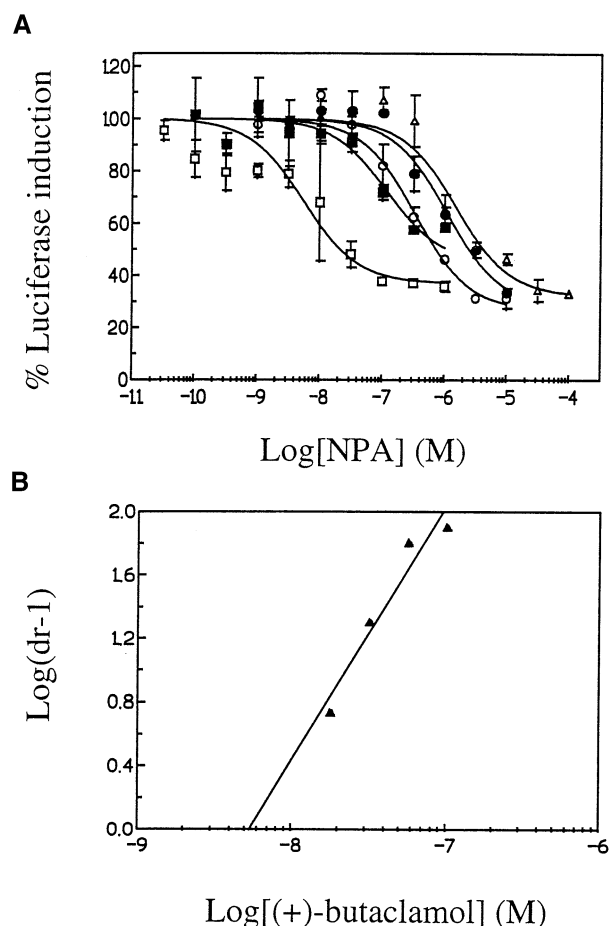 A
% Luciferase induction
120
100
80
60
40
20
0
-11 -10 -9 -8 -7 -6 -5 -4
Log[NPA] (M)
B
Log(dr-1)
2.0
1.6
1.2
0.8
0.4
0.0
-9 -8 -7 -6
Log[(+)-butaclamol] (M)